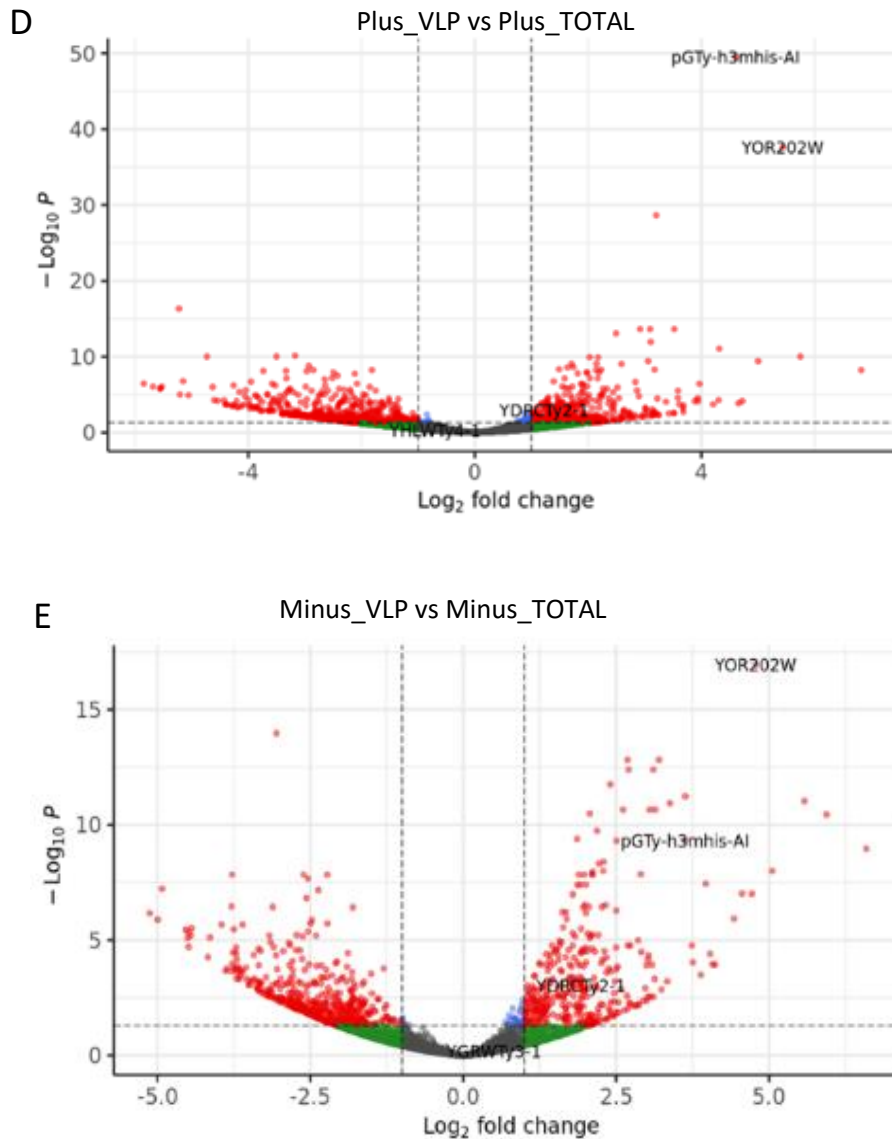 D
Plus_VLP vs Plus_TOTAL
50
pGTy-h3mhis-AI
40
YOR202W
30
20
10
YDRCTy2-1
YHLWTy4-1
0
− Log10 P
-4
0
4
Log2 fold change
E
Minus_VLP vs Minus_TOTAL
YOR202W
15
10
pGTy-h3mhis-AI
5
YDRCTy2-1
YGRWTy3-1
0
− Log10 P
-5.0
-2.5
0.0
2.5
5.0
Log2 fold change